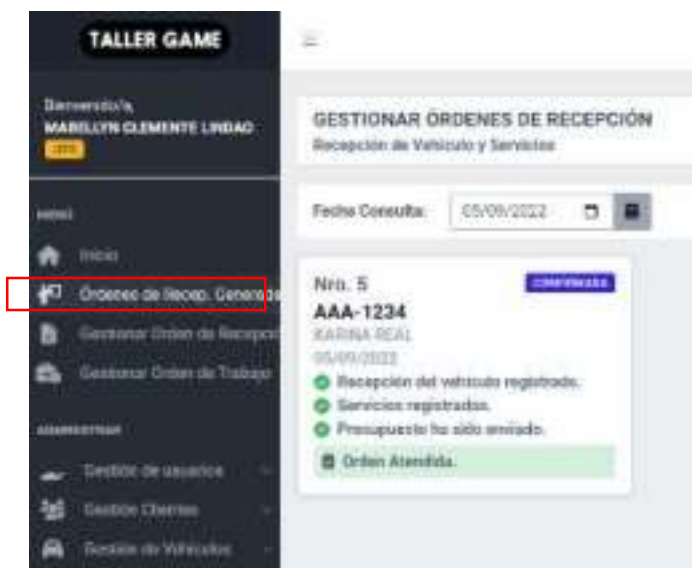 TALLER GAME
Bienvenido/a,
MABELLYN CLEMENTE LINDAO
MENÚ
Inicio
Órdenes de Recep. Generada
Gestionar Orden de Recepci
Gestionar Orden de Trabajo
ADMINISTRAR
Gestión de usuarios
Gestión Clientes
Gestión de Vehículos
GESTIONAR ÓRDENES DE RECEPCIÓN
Recepción de Vehículo y Servicios
Fecha Consulta:
05/09/2022
Nro. 5
CONFIRMADA
AAA-1234
KARINA REAL
05/09/2022
Recepción del vehículo registrado.
Servicios registrados.
Presupuesto ha sido enviado.
Orden Atendida.